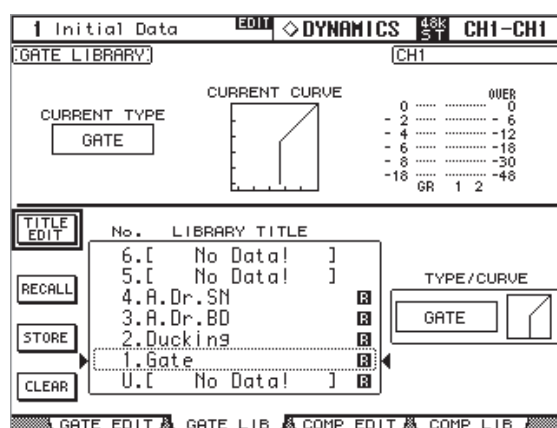 1 Initial Data EDIT ◇DYNAMICS 48K ST CH1-CH1
GATE LIBRARY
CH1
CURRENT TYPE
GATE
CURRENT CURVE
OVER
0 0
- 2 - 6
- 4 -12
- 6 -18
- 8 -30
-18 -48
GR 1 2
TITLE EDIT
RECALL
STORE
CLEAR
No. LIBRARY TITLE
6.[ No Data! ]
5.[ No Data! ]
4.A.Dr.SN R
3.A.Dr.BD R
2.Ducking R
1.Gate R
U.[ No Data! ] R
TYPE/CURVE
GATE
GATE EDIT GATE LIB COMP EDIT COMP LIB